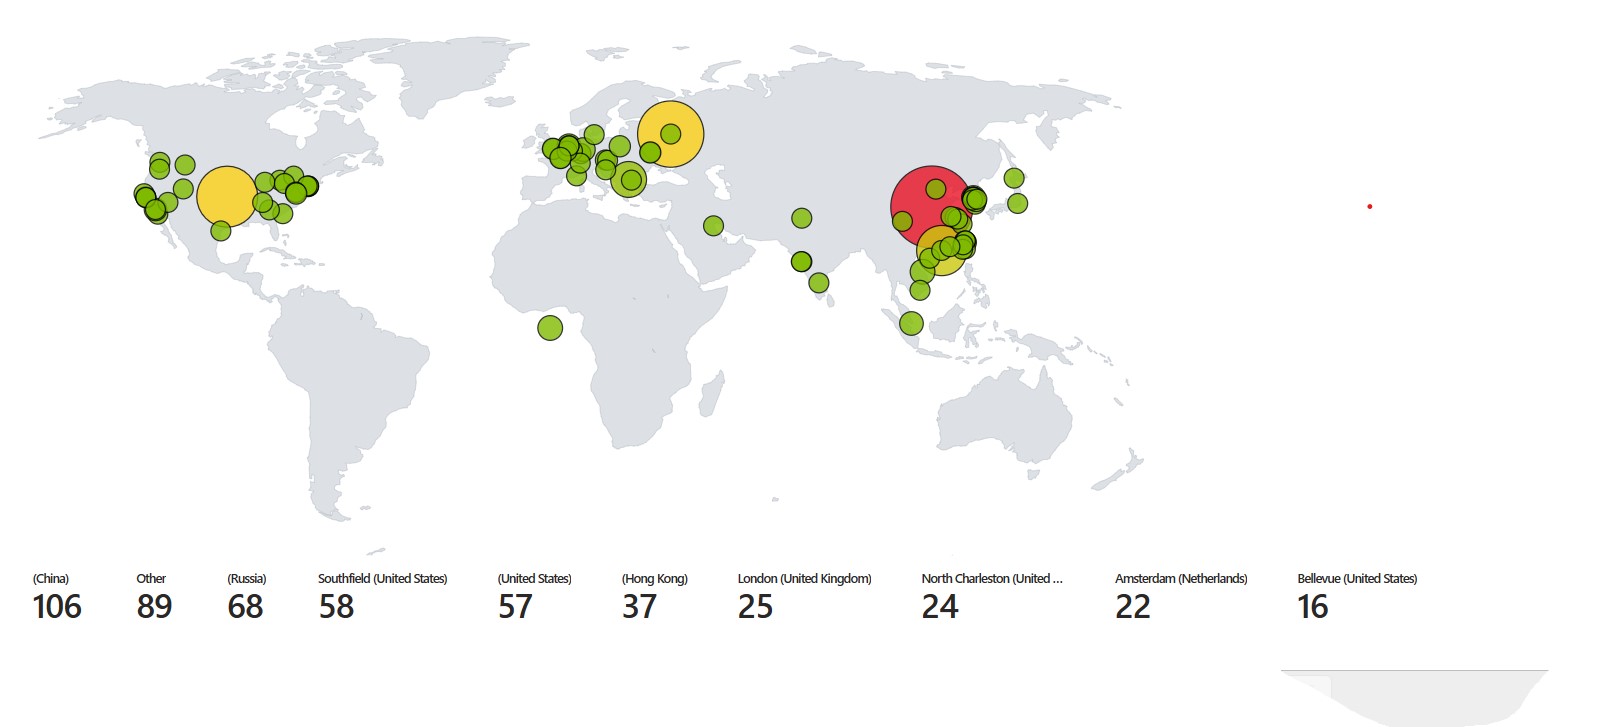 (China) Other (Russia) Southfield (United States) (United States) (Hong Kong) London (United Kingdom) North Charleston (United ... Amsterdam (Netherlands) Bellevue (United States)
106 89 68 58 57 37 25 24 22 16